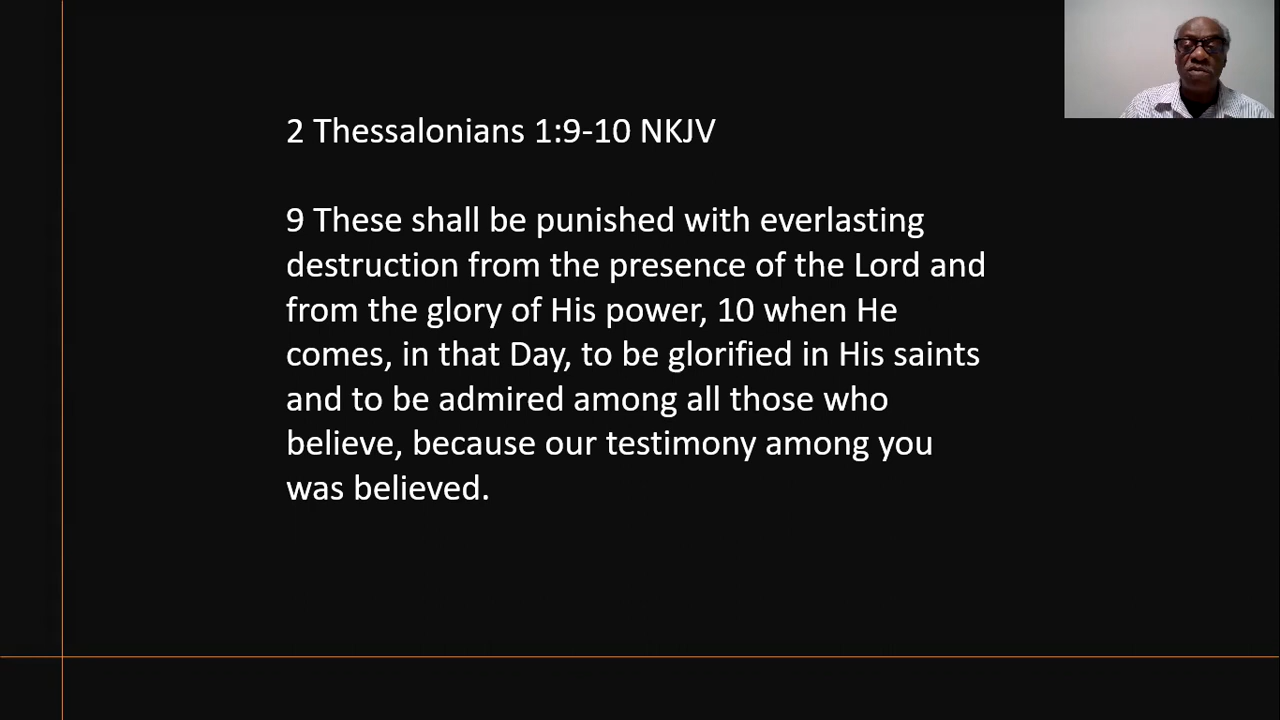 2 Thessalonians 1:9-10 NKJV
9 These shall be punished with everlasting
destruction from the presence of the Lord and
from the glory of His power, 10 when He
comes, in that Day, to be glorified in His saints
and to be admired among all those who
believe, because our testimony among you
was believed.